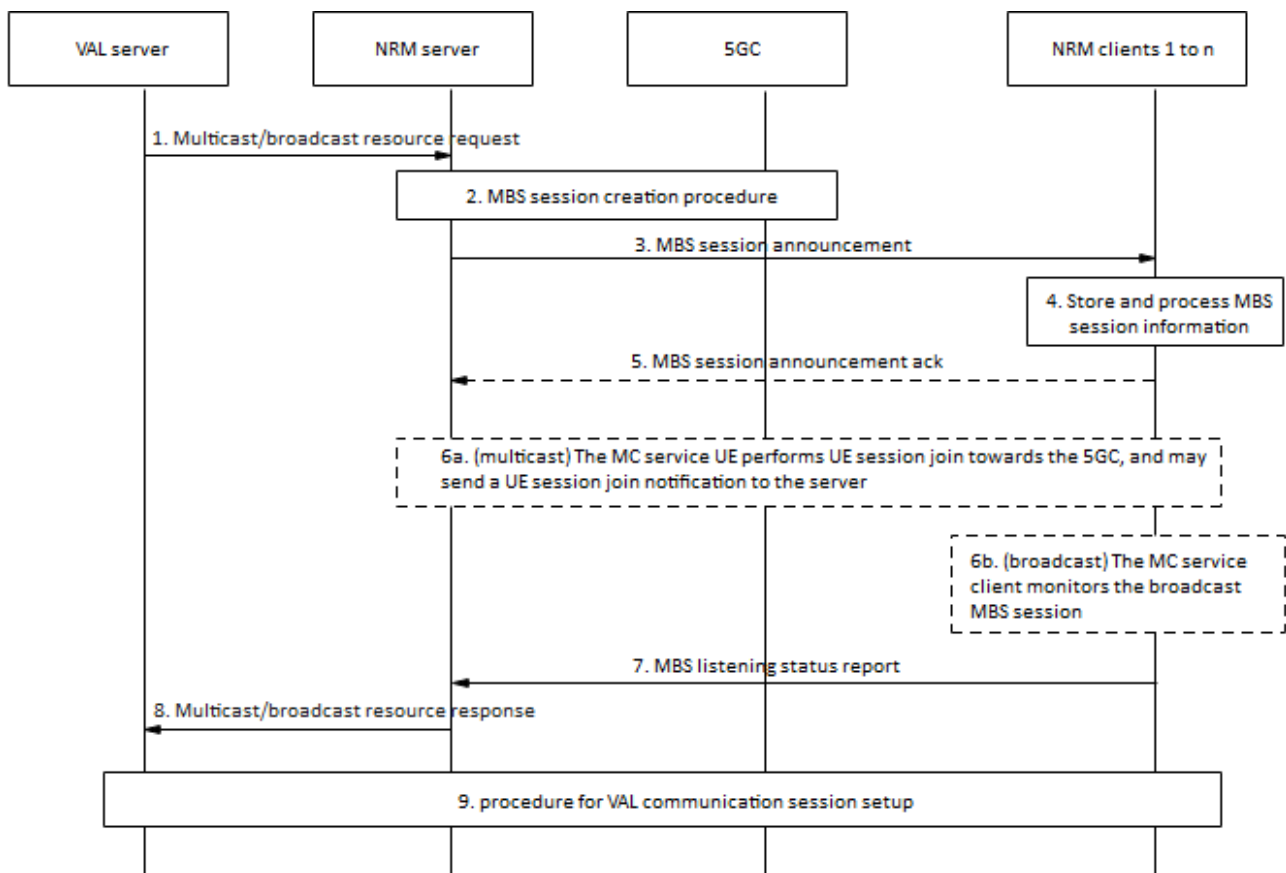 VAL server
NRM server
5GC
NRM clients 1 to n
1. Multicast/broadcast resource request
2. MBS session creation procedure
3. MBS session announcement
4. Store and process MBS
session information
5. MBS session announcement ack
6a. (multicast) The MC service UE performs UE session join towards the 5GC, and may
send a UE session join notification to the server
6b. (broadcast) The MC service
client monitors the broadcast
MBS session
7. MBS listening status report
8. Multicast/broadcast resource response
9. procedure for VAL communication session setup